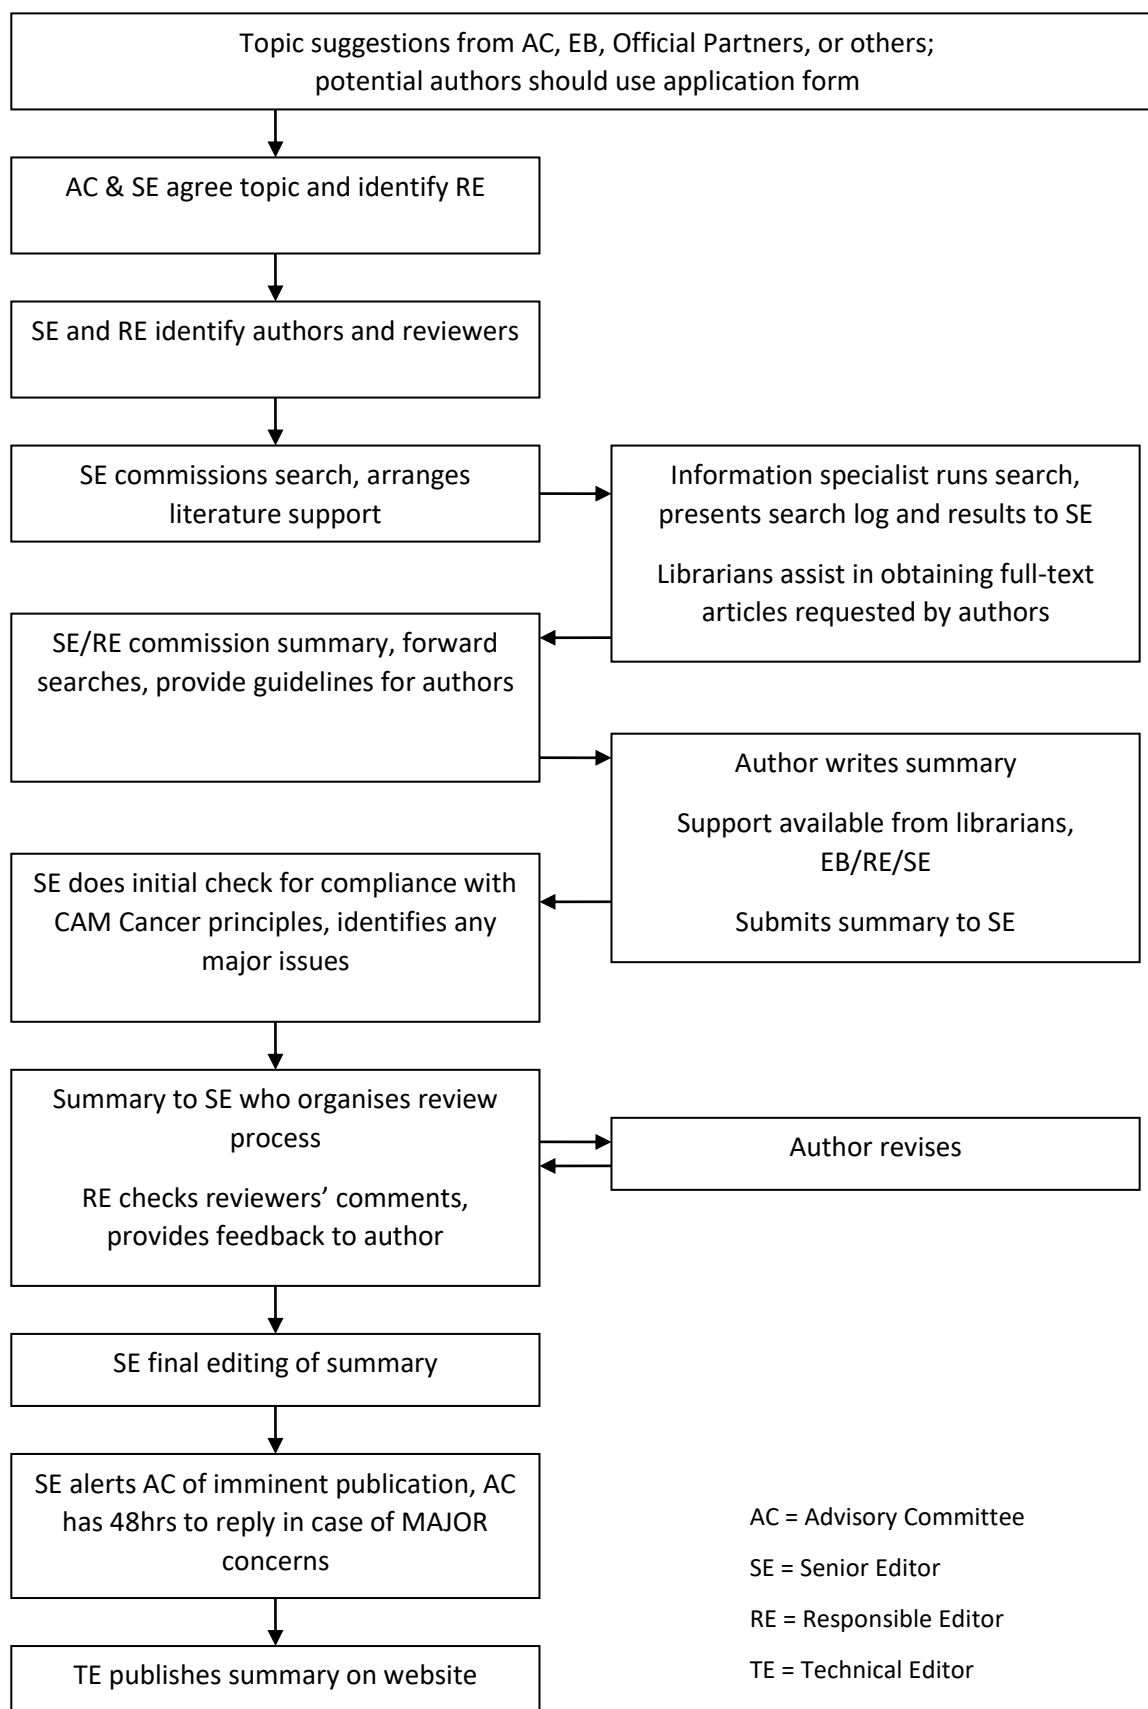 Topic suggestions from AC, EB, Official Partners, or others;
potential authors should use application form
AC & SE agree topic and identify RE
SE and RE identify authors and reviewers
SE commissions search, arranges
literature support
Information specialist runs search,
presents search log and results to SE
Librarians assist in obtaining full-text
articles requested by authors
SE/RE commission summary, forward
searches, provide guidelines for authors
Author writes summary
Support available from librarians,
EB/RE/SE
Submits summary to SE
SE does initial check for compliance with
CAM Cancer principles, identifies any
major issues
Summary to SE who organises review
process
RE checks reviewers’ comments,
provides feedback to author
Author revises
SE final editing of summary
SE alerts AC of imminent publication, AC
has 48hrs to reply in case of MAJOR
concerns
TE publishes summary on website
AC = Advisory Committee
SE = Senior Editor
RE = Responsible Editor
TE = Technical Editor